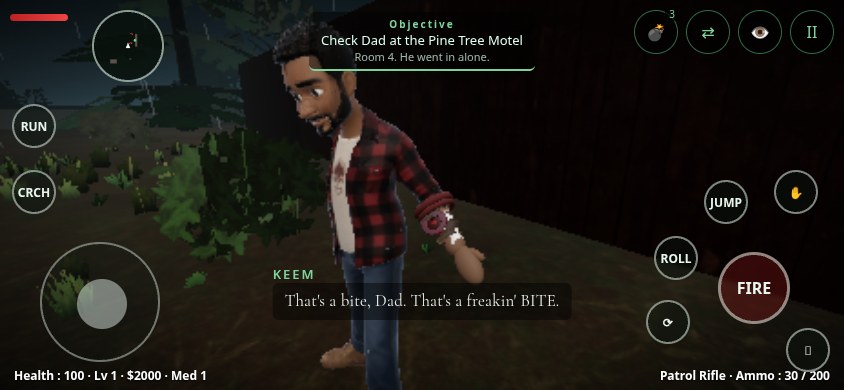 Objective
Check Dad at the Pine Tree Motel
Room 4. He went in alone.
3
II
RUN
CRCH
JUMP
ROLL
FIRE
KEEM
That's a bite, Dad. That's a freakin' BITE.
Health : 100 · Lv 1 · $2000 · Med 1
Patrol Rifle · Ammo : 30 / 200